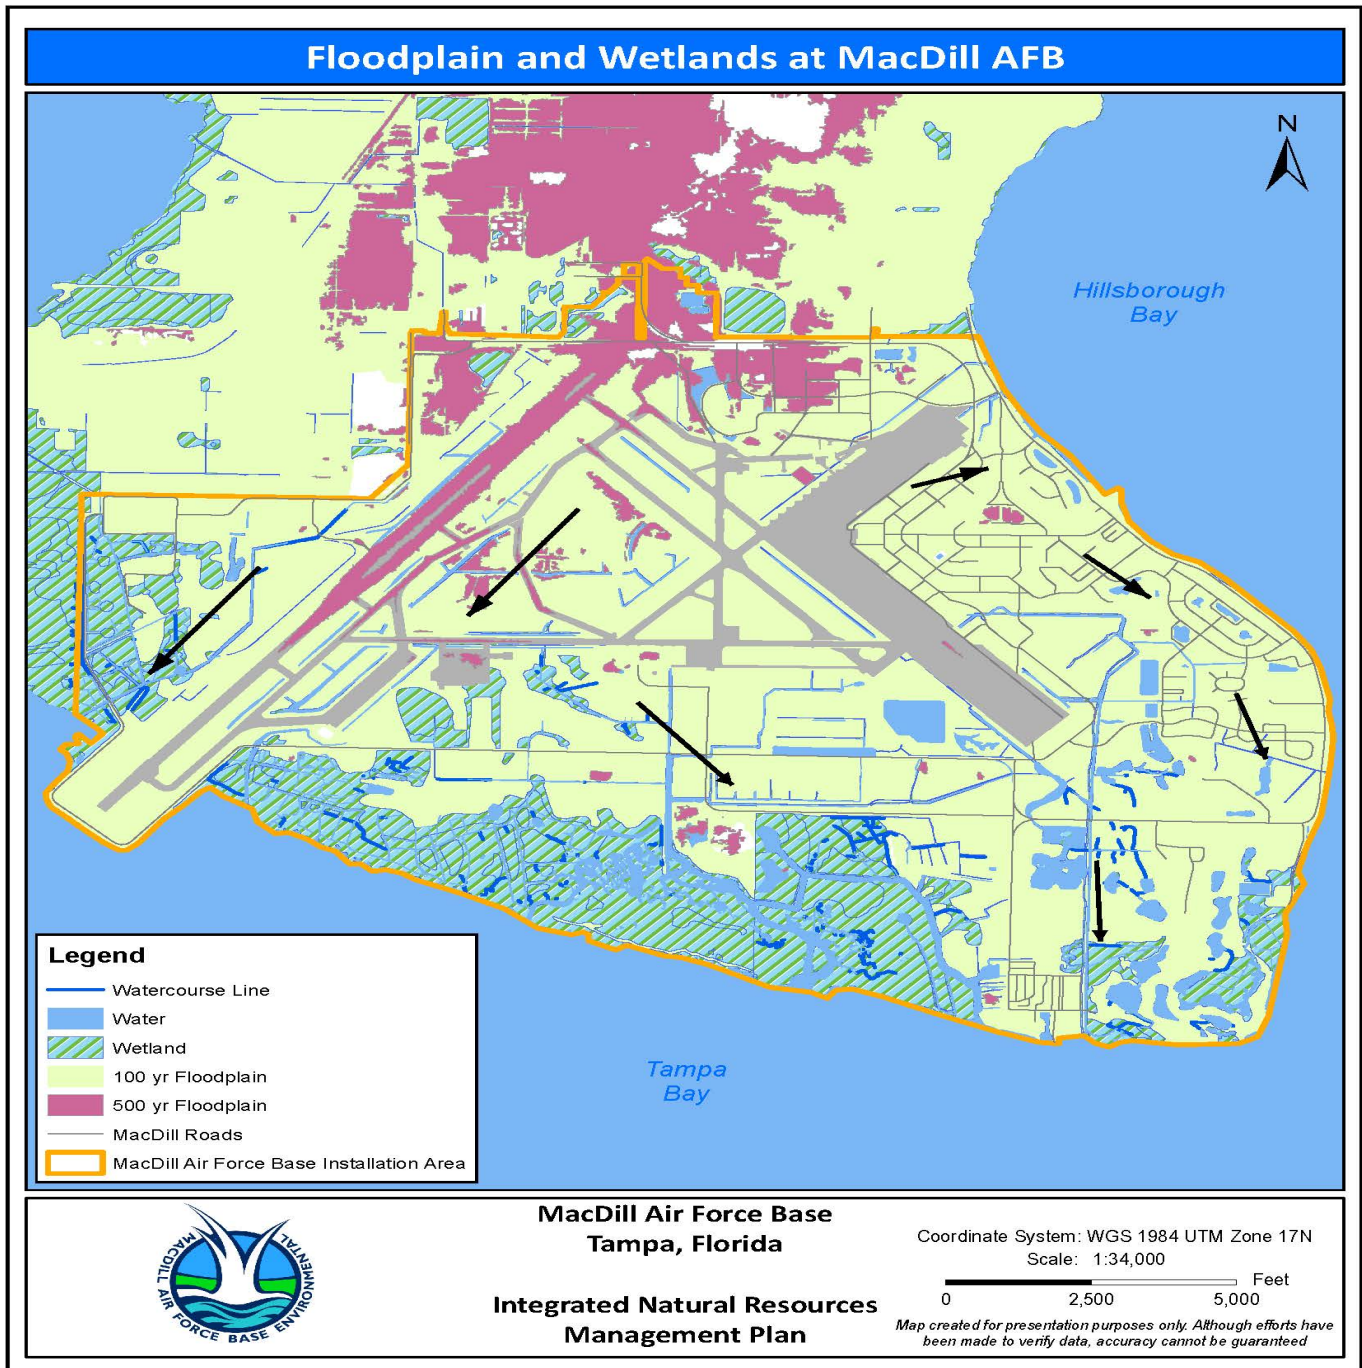 Floodplain and Wetlands at MacDill AFB
N
Hillsborough
Bay
Tampa
Bay
Legend
Watercourse Line
Water
Wetland
100 yr Floodplain
500 yr Floodplain
MacDill Roads
MacDill Air Force Base Installation Area
MACDILL AIR FORCE BASE ENVIRONMENTAL
MacDill Air Force Base
Tampa, Florida
Integrated Natural Resources
Management Plan
Coordinate System: WGS 1984 UTM Zone 17N
Scale: 1:34,000
Feet
0 2,500 5,000
Map created for presentation purposes only. Although efforts have
been made to verify data, accuracy cannot be guaranteed